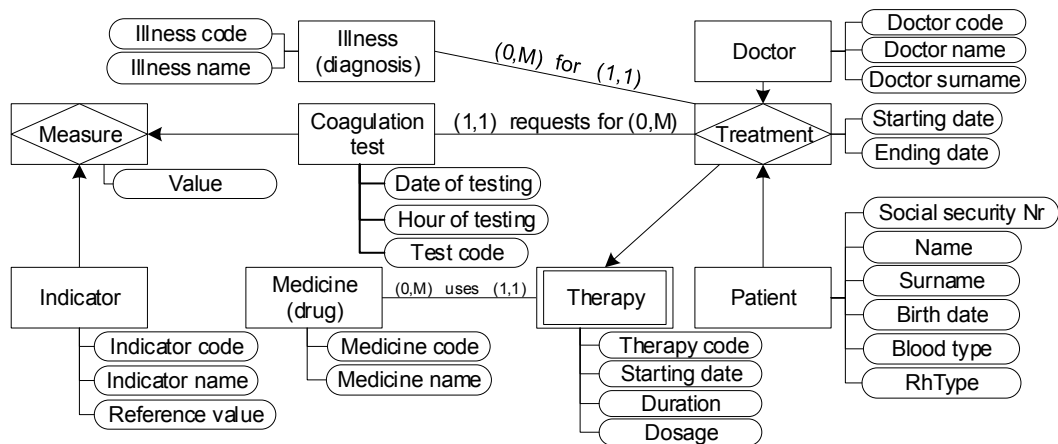 Illness code
Illness name
Illness
(diagnosis)
(0,M) for (1,1)
Doctor
Doctor code
Doctor name
Doctor surname
Measure
Value
Coagulation
test
(1,1) requests for (0,M)
Treatment
Starting date
Ending date
Date of testing
Hour of testing
Test code
Indicator
Indicator code
Indicator name
Reference value
Medicine
(drug)
Medicine code
Medicine name
(0,M) uses (1,1)
Therapy
Therapy code
Starting date
Duration
Dosage
Patient
Social security Nr
Name
Surname
Birth date
Blood type
RhType